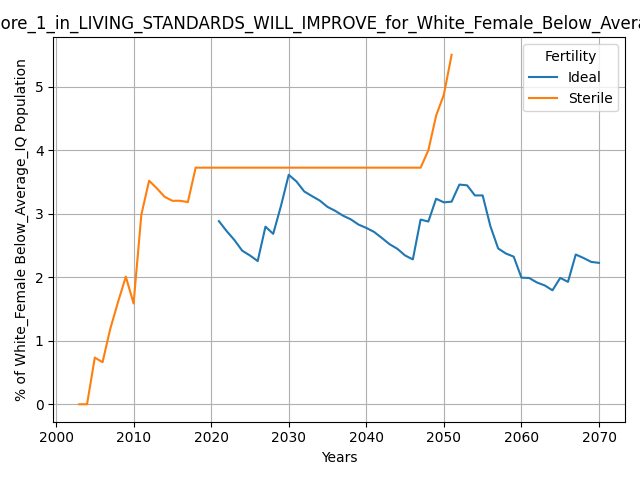 ore_1_in_LIVING_STANDARDS_WILL_IMPROVE_for_White_Female_Below_Avera
% of White_Female Below_Average_IQ Population
5
4
3
2
1
0
Fertility
Ideal
Sterile
2000 2010 2020 2030 2040 2050 2060 2070
Years